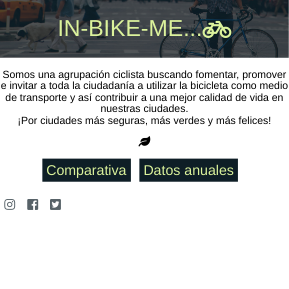 IN-BIKE-ME...
Somos una agrupación ciclista buscando fomentar, promover
e invitar a toda la ciudadanía a utilizar la bicicleta como medio
de transporte y así contribuir a una mejor calidad de vida en
nuestras ciudades.
¡Por ciudades más seguras, más verdes y más felices!
Comparativa Datos anuales